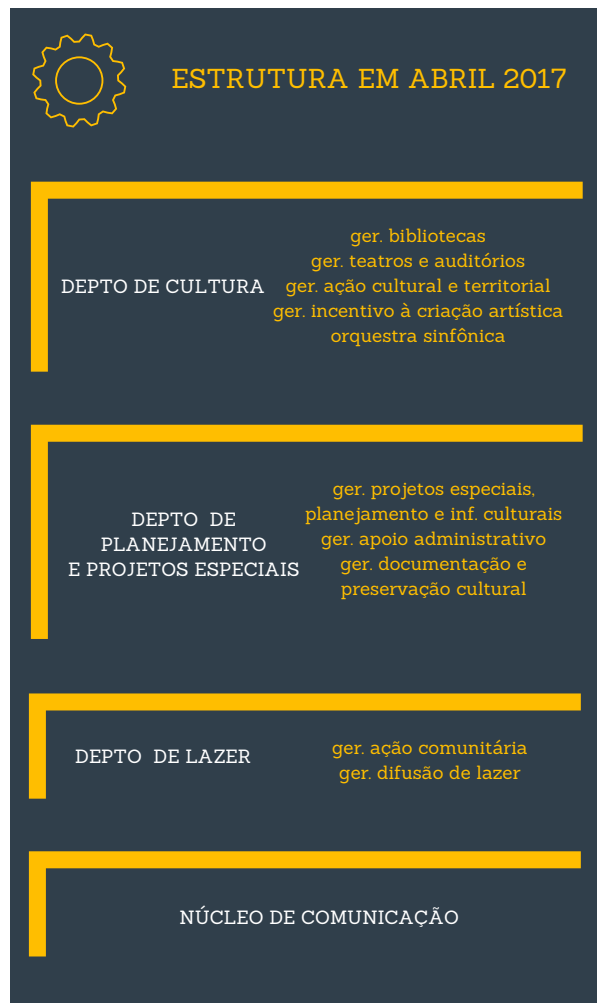 ESTRUTURA EM ABRIL 2017
DEPTO DE CULTURA
ger. bibliotecas
ger. teatros e auditórios
ger. ação cultural e territorial
ger. incentivo à criação artística
orquestra sinfônica
DEPTO DE
PLANEJAMENTO
E PROJETOS ESPECIAIS
ger. projetos especiais,
planejamento e inf. culturais
ger. apoio administrativo
ger. documentação e
preservação cultural
DEPTO DE LAZER
ger. ação comunitária
ger. difusão de lazer
NÚCLEO DE COMUNICAÇÃO